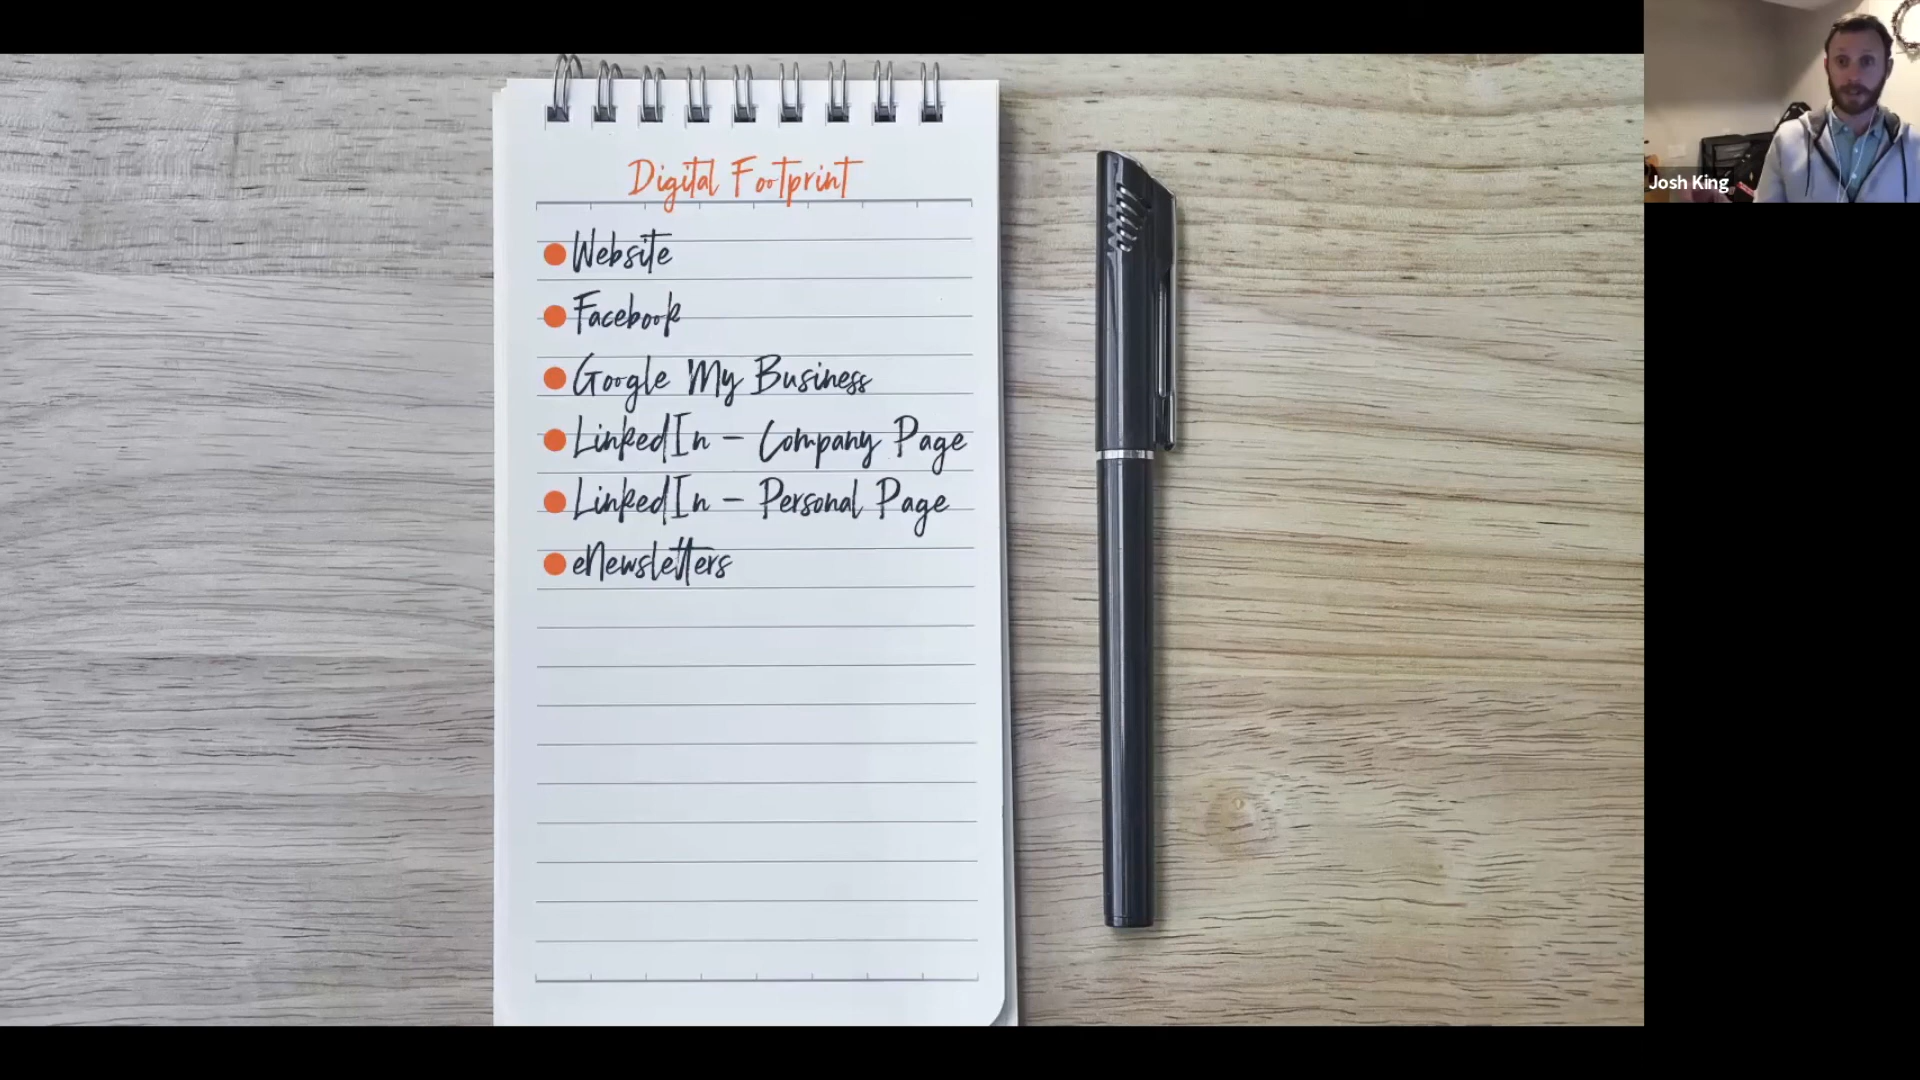 Digital Footprint
Website
Facebook
Google My Business
LinkedIn - Company Page
LinkedIn - Personal Page
eNewsletters
Josh King